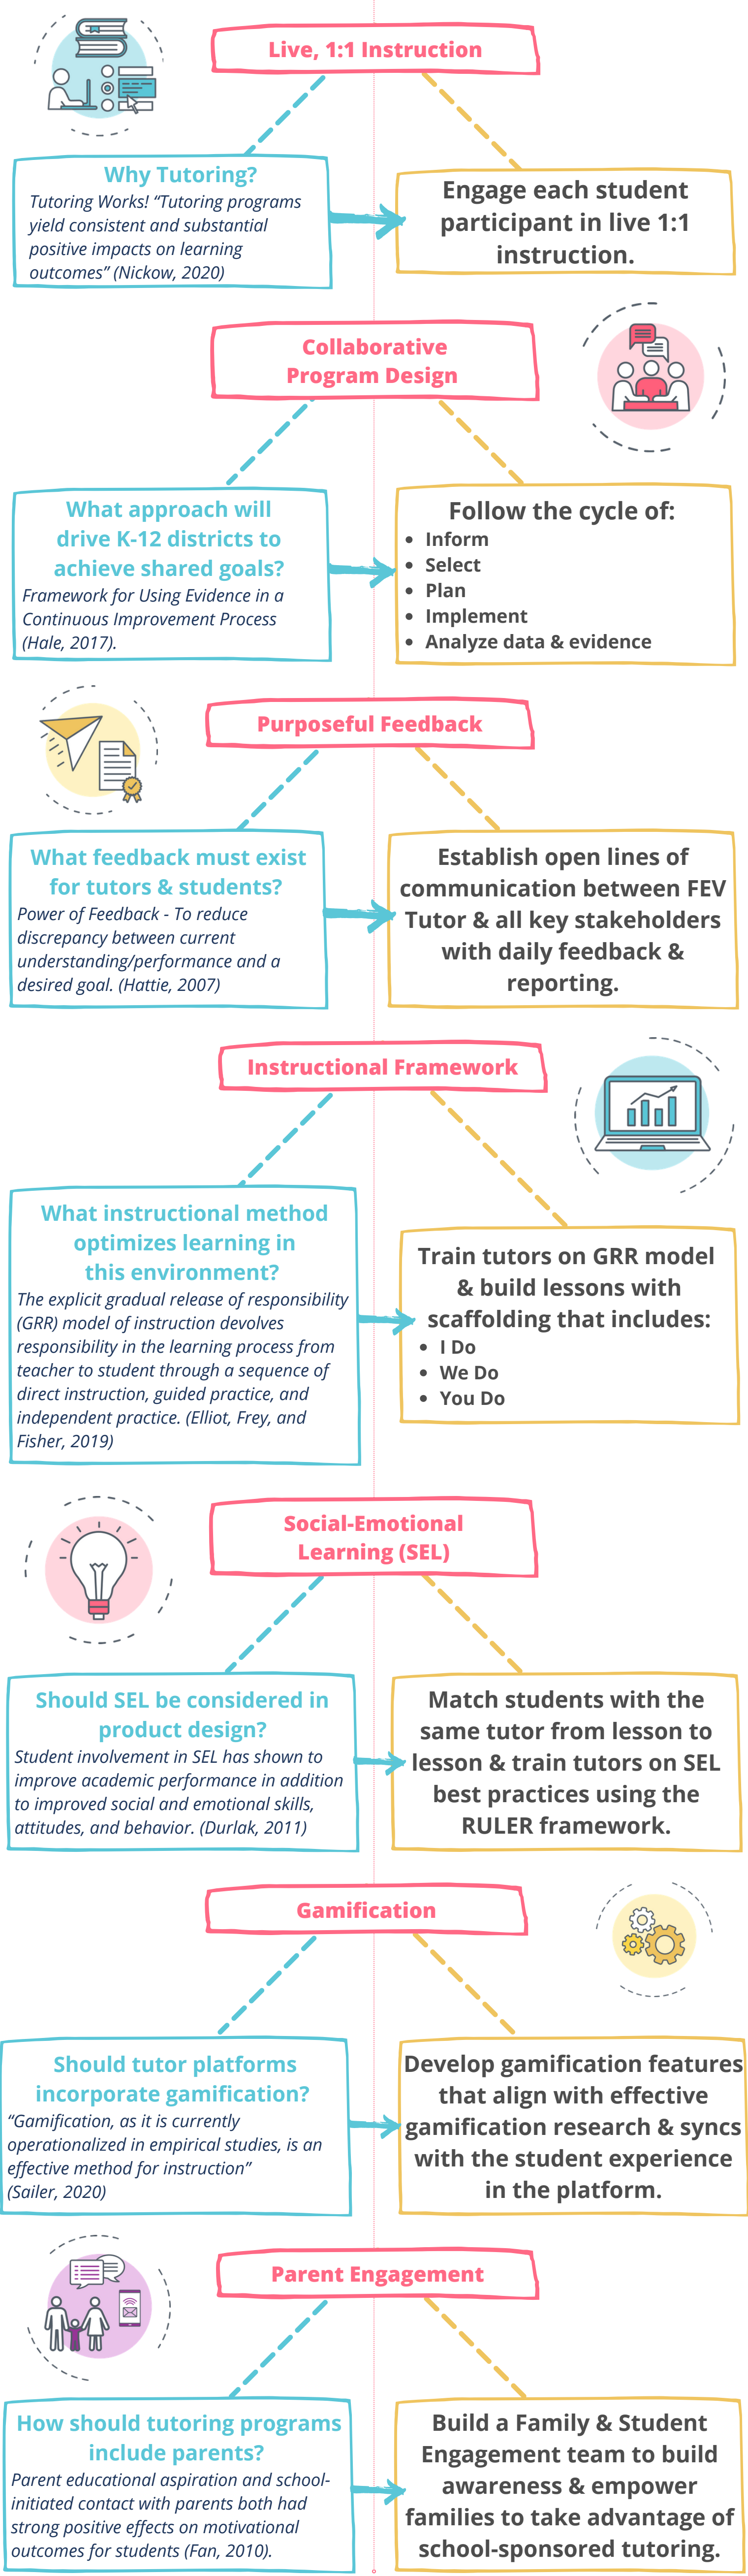 Live, 1:1 Instruction
Why Tutoring?
Tutoring Works! “Tutoring programs
yield consistent and substantial
positive impacts on learning
outcomes” (Nickow, 2020)
Engage each student
participant in live 1:1
instruction.
Collaborative
Program Design
What approach will
drive K-12 districts to
achieve shared goals?
Framework for Using Evidence in a
Continuous Improvement Process
(Hale, 2017).
Follow the cycle of:
• Inform
• Select
• Plan
• Implement
• Analyze data & evidence
Purposeful Feedback
What feedback must exist
for tutors & students?
Power of Feedback - To reduce
discrepancy between current
understanding/performance and a
desired goal. (Hattie, 2007)
Establish open lines of
communication between FEV
Tutor & all key stakeholders
with daily feedback &
reporting.
Instructional Framework
What instructional method
optimizes learning in
this environment?
The explicit gradual release of responsibility
(GRR) model of instruction devolves
responsibility in the learning process from
teacher to student through a sequence of
direct instruction, guided practice, and
independent practice. (Elliot, Frey, and
Fisher, 2019)
Train tutors on GRR model
& build lessons with
scaffolding that includes:
• I Do
• We Do
• You Do
Social-Emotional
Learning (SEL)
Should SEL be considered in
product design?
Student involvement in SEL has shown to
improve academic performance in addition
to improved social and emotional skills,
attitudes, and behavior. (Durlak, 2011)
Match students with the
same tutor from lesson to
lesson & train tutors on SEL
best practices using the
RULER framework.
Gamification
Should tutor platforms
incorporate gamification?
“Gamification, as it is currently
operationalized in empirical studies, is an
effective method for instruction”
(Sailer, 2020)
Develop gamification features
that align with effective
gamification research & syncs
with the student experience
in the platform.
Parent Engagement
How should tutoring programs
include parents?
Parent educational aspiration and school-
initiated contact with parents both had
strong positive effects on motivational
outcomes for students (Fan, 2010).
Build a Family & Student
Engagement team to build
awareness & empower
families to take advantage of
school-sponsored tutoring.